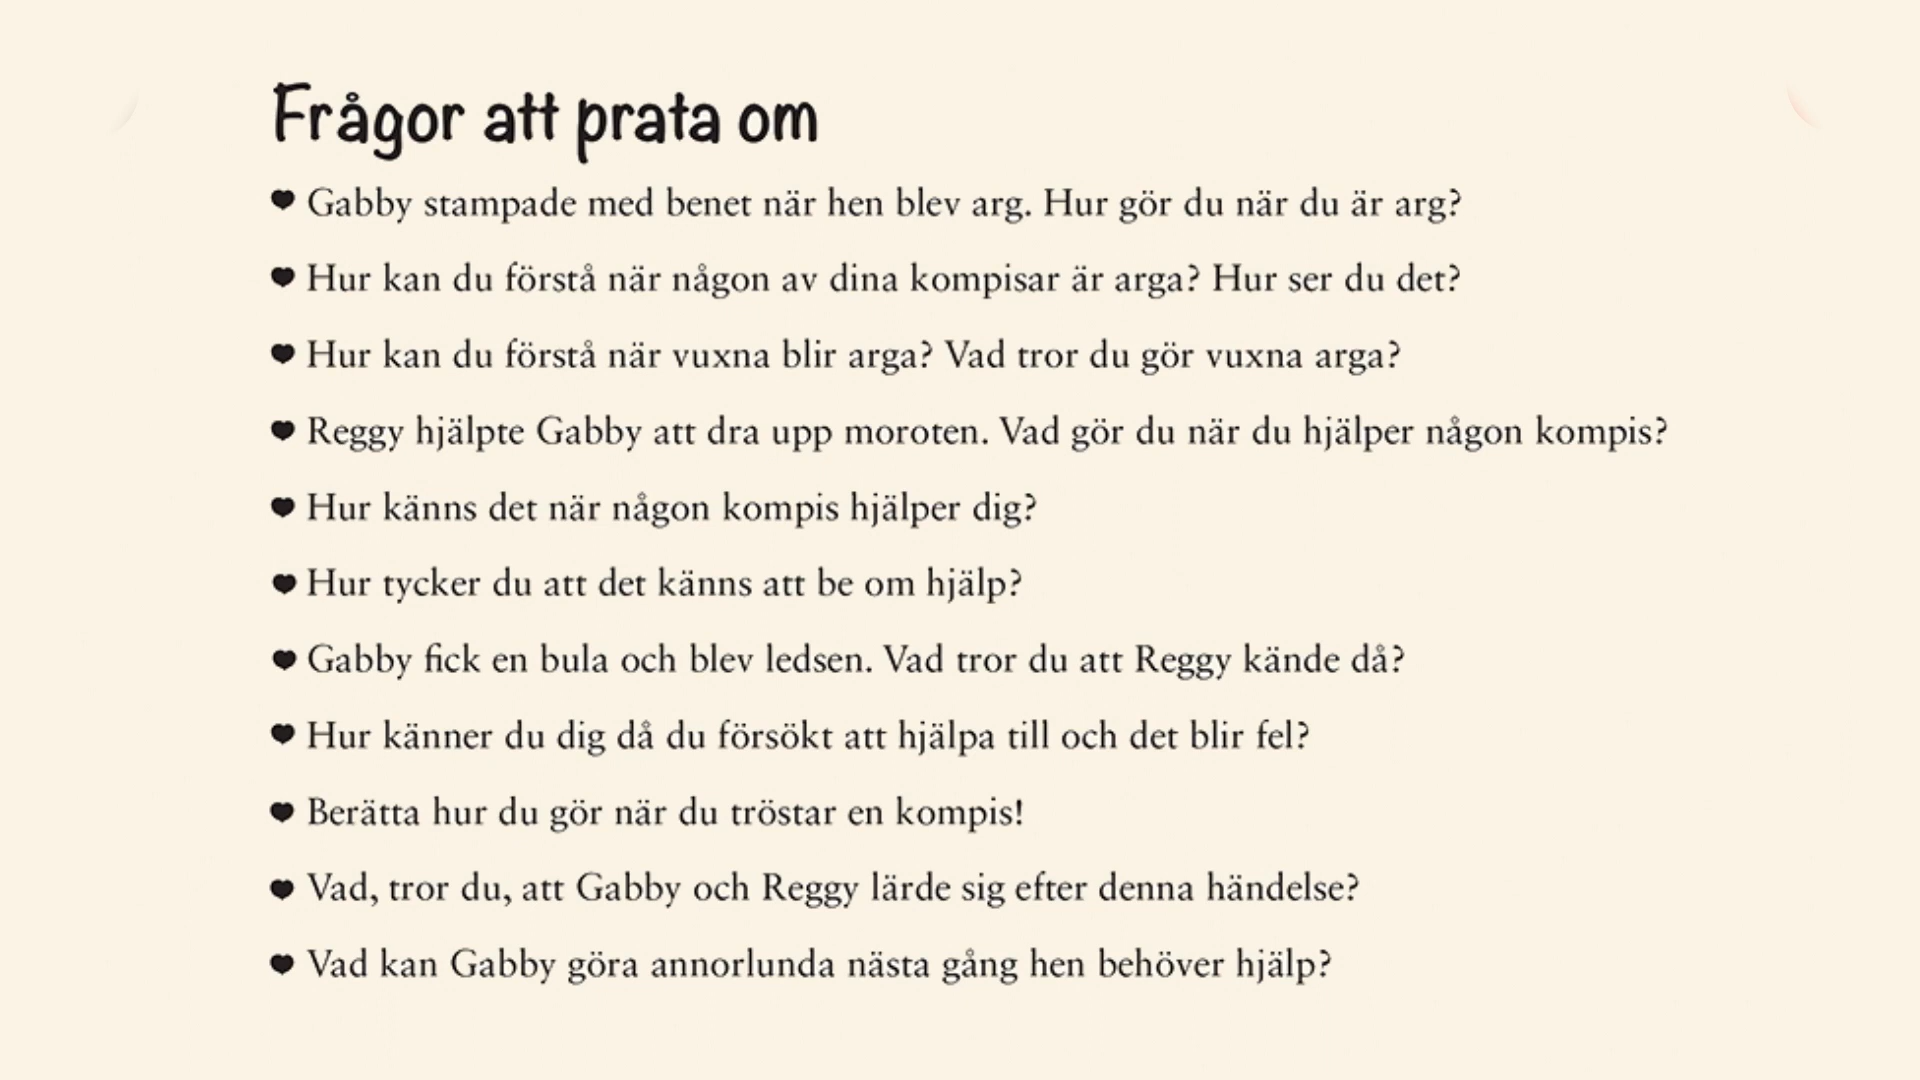 Frågor att prata om
♥ Gabby stampade med benet när hen blev arg. Hur gör du när du är arg?
♥ Hur kan du förstå när någon av dina kompisar är arga? Hur ser du det?
♥ Hur kan du förstå när vuxna blir arga? Vad tror du gör vuxna arga?
♥ Reggy hjälpte Gabby att dra upp moroten. Vad gör du när du hjälper någon kompis?
♥ Hur känns det när någon kompis hjälper dig?
♥ Hur tycker du att det känns att be om hjälp?
♥ Gabby fick en bula och blev ledsen. Vad tror du att Reggy kände då?
♥ Hur känner du dig då du försökt att hjälpa till och det blir fel?
♥ Berätta hur du gör när du tröstar en kompis!
♥ Vad, tror du, att Gabby och Reggy lärde sig efter denna händelse?
♥ Vad kan Gabby göra annorlunda nästa gång hen behöver hjälp?